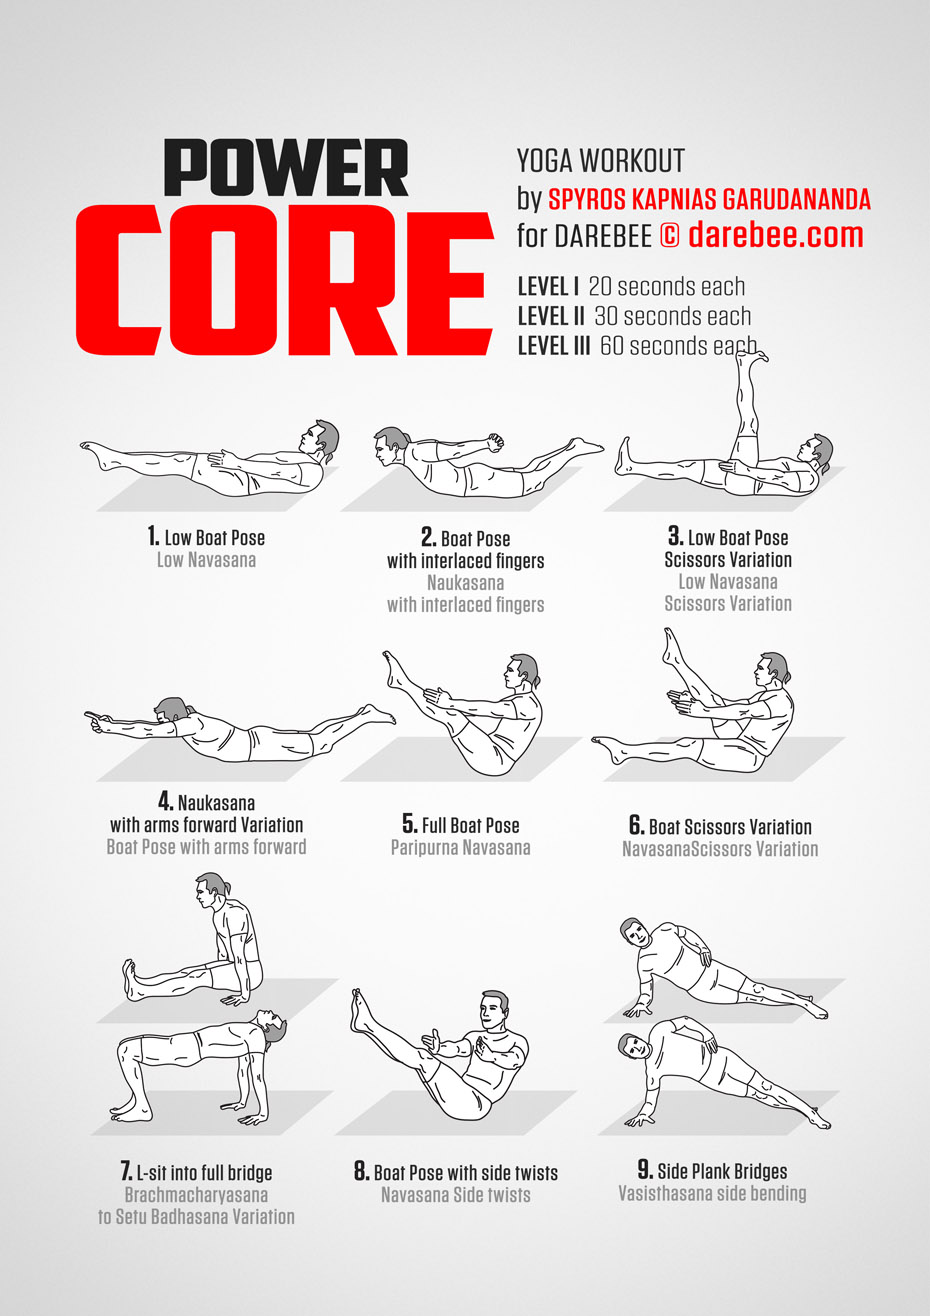 POWER
CORE
YOGA WORKOUT
by SPYROS KAPNIAS GARUDANANDA
for DAREBEE © darebee.com
LEVEL I 20 seconds each
LEVEL II 30 seconds each
LEVEL III 60 seconds each
1. Low Boat Pose
Low Navasana
2. Boat Pose
with interlaced fingers
Naukasana
with interlaced fingers
3. Low Boat Pose
Scissors Variation
Low Navasana
Scissors Variation
4. Naukasana
with arms forward Variation
Boat Pose with arms forward
5. Full Boat Pose
Paripurna Navasana
6. Boat Scissors Variation
NavasanaScissors Variation
7. L-sit into full bridge
Brachmacharyasana
to Setu Badhasana Variation
8. Boat Pose with side twists
Navasana Side twists
9. Side Plank Bridges
Vasisthasana side bending